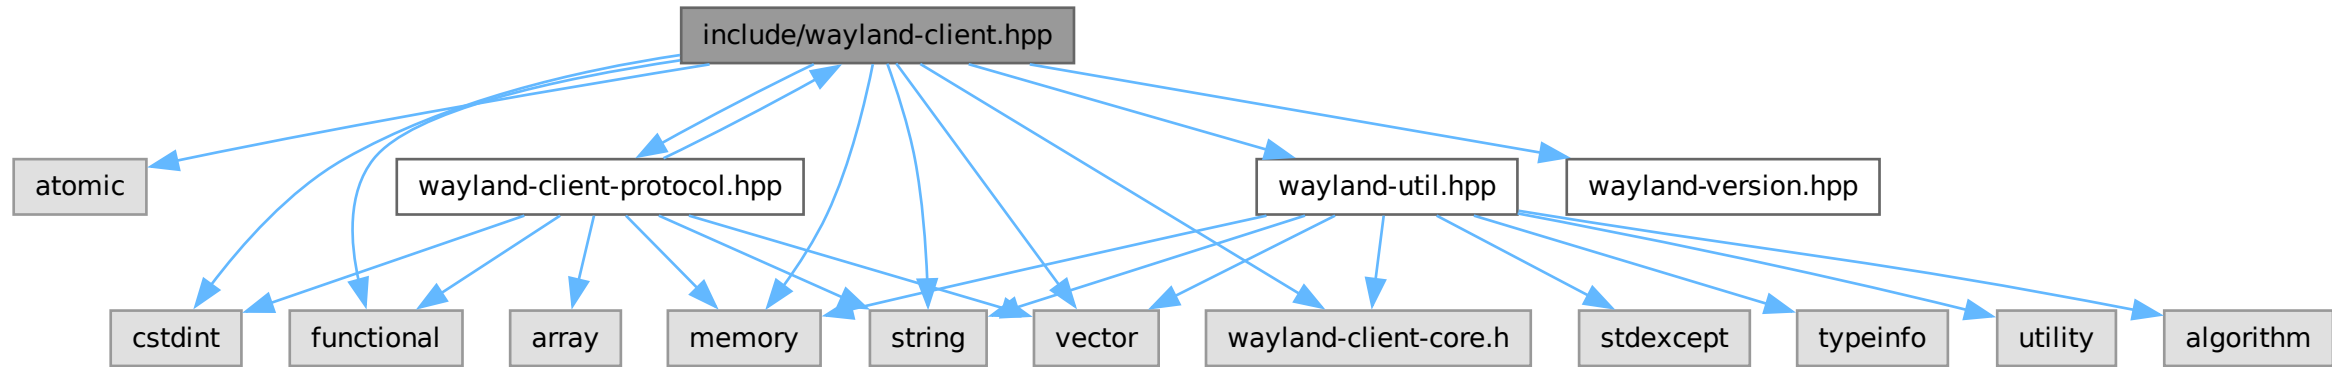 include/wayland-client.hpp
atomic
wayland-client-protocol.hpp
wayland-util.hpp
wayland-version.hpp
cstdint
functional
array
memory
string
vector
wayland-client-core.h
stdexcept
typeinfo
utility
algorithm